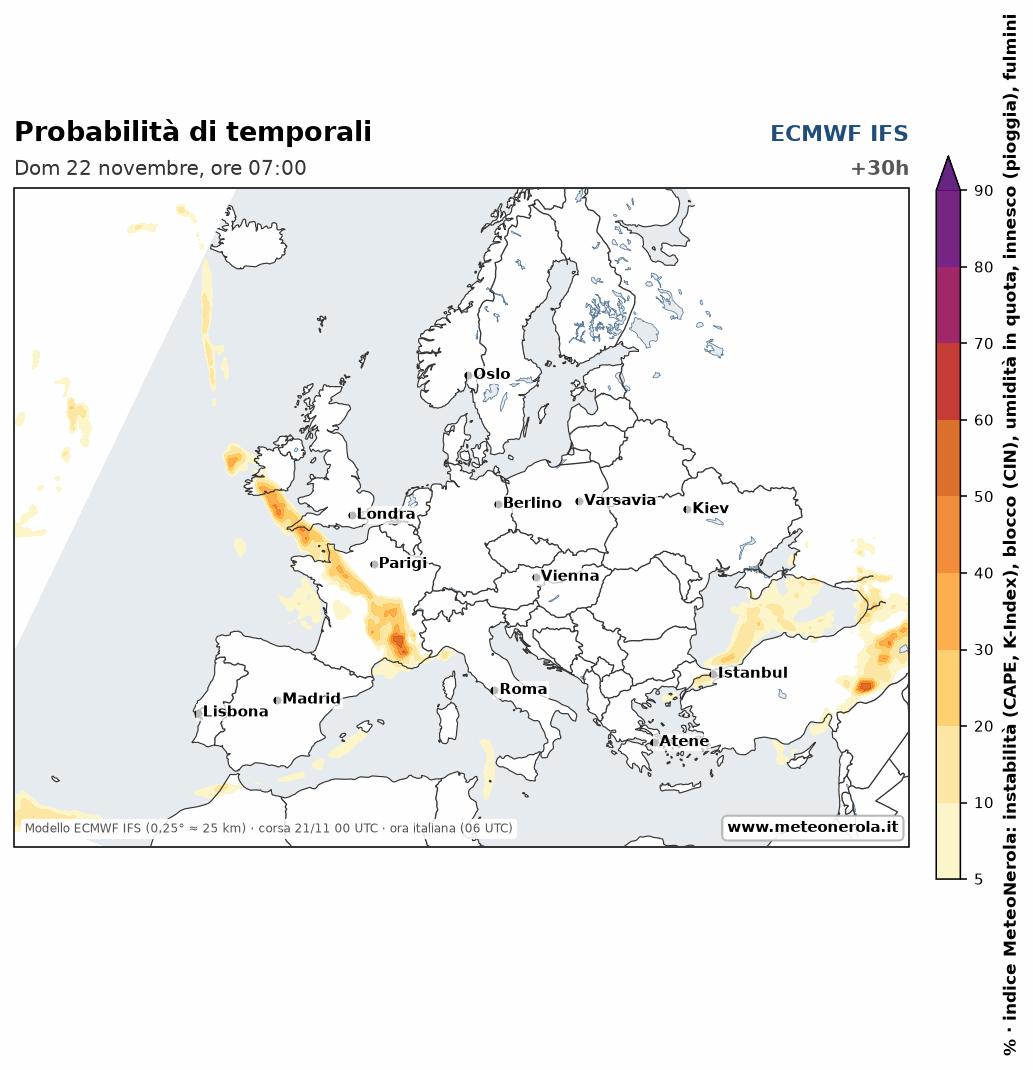 Probabilità di temporali
ECMWF IFS
Dom 22 novembre, ore 07:00
+30h
Oslo
Londra
Berlino
Varsavia
Kiev
Parigi
Vienna
Madrid
Lisbona
Roma
Istanbul
Atene
Modello ECMWF IFS (0,25° ≈ 25 km) · corsa 21/11 00 UTC · ora italiana (06 UTC)
www.meteonerola.it
90
80
70
60
50
40
30
20
10
5
% · indice MeteoNerola: instabilità (CAPE, K-Index), blocco (CIN), umidità in quota, innesco (pioggia), fulmini